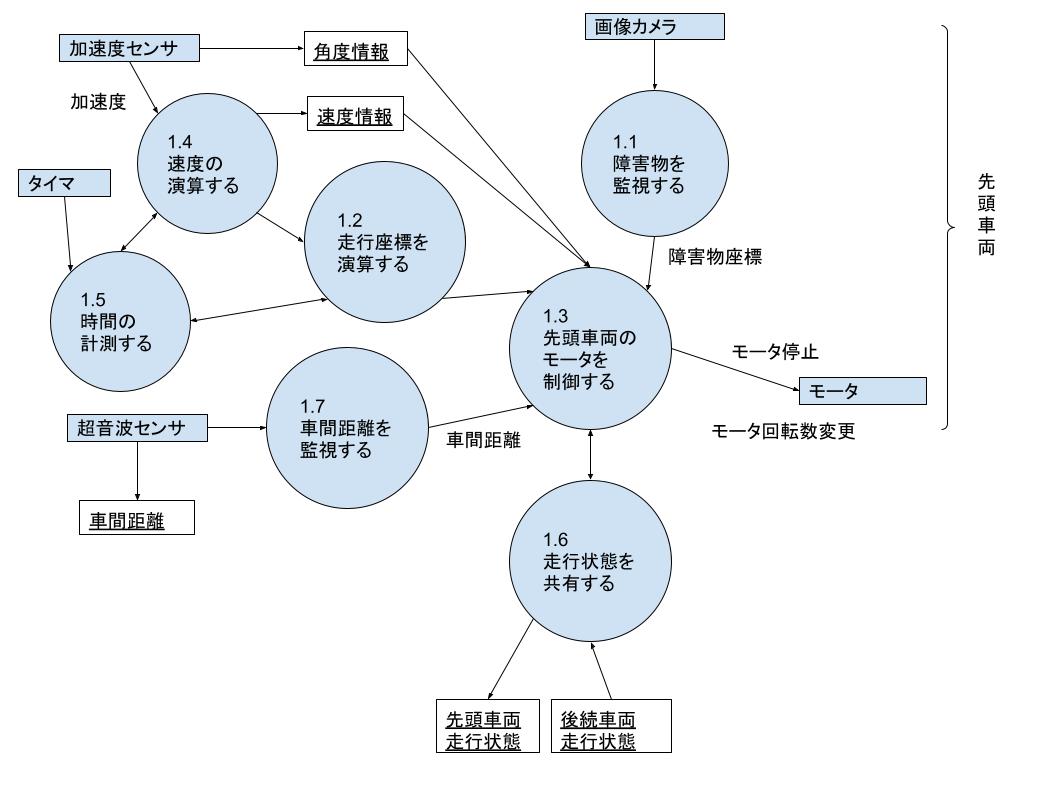 画像カメラ
加速度センサ
角度情報
加速度
速度情報
1.4
速度の
演算する
1.1
障害物を
監視する
タイマ
先
頭
車
両
1.2
走行座標を
演算する
障害物座標
1.5
時間の
計測する
1.3
先頭車両の
モータを
制御する
モータ停止
モータ
1.7
車間距離を
監視する
超音波センサ
車間距離
モータ回転数変更
車間距離
1.6
走行状態を
共有する
先頭車両
走行状態
後続車両
走行状態